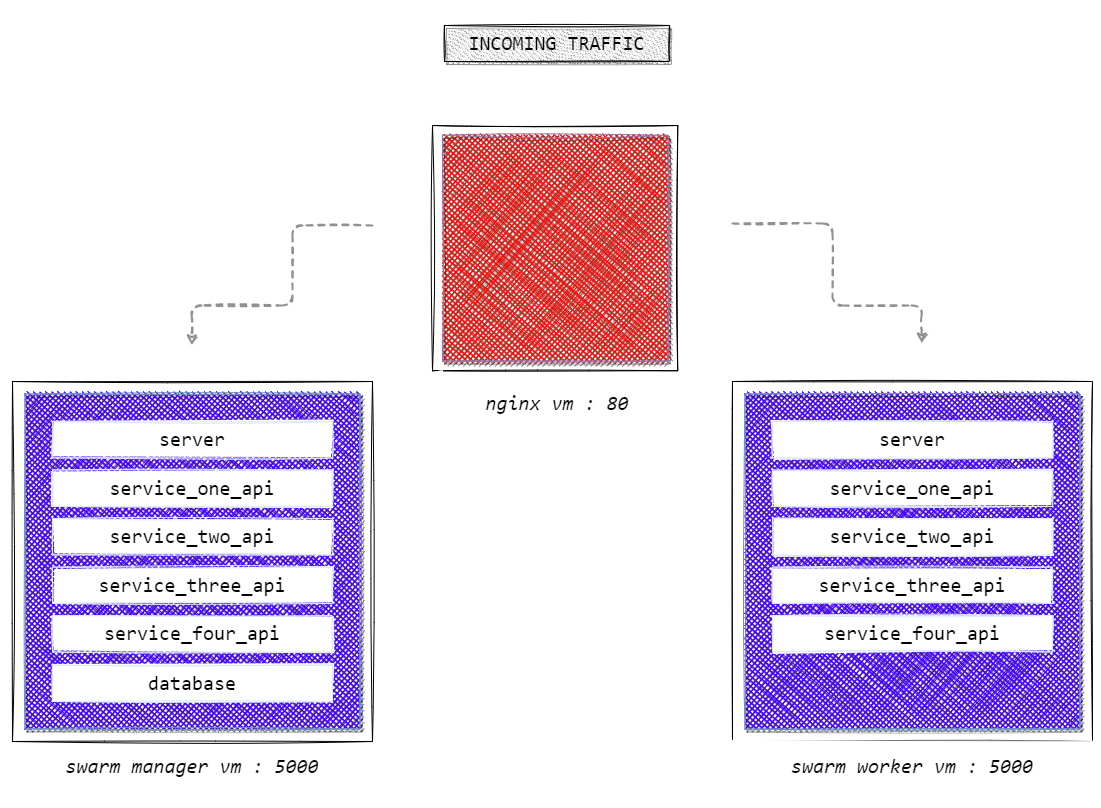 INCOMING TRAFFIC
nginx vm : 80
server
service_one_api
service_two_api
service_three_api
service_four_api
database
swarm manager vm : 5000
server
service_one_api
service_two_api
service_three_api
service_four_api
swarm worker vm : 5000